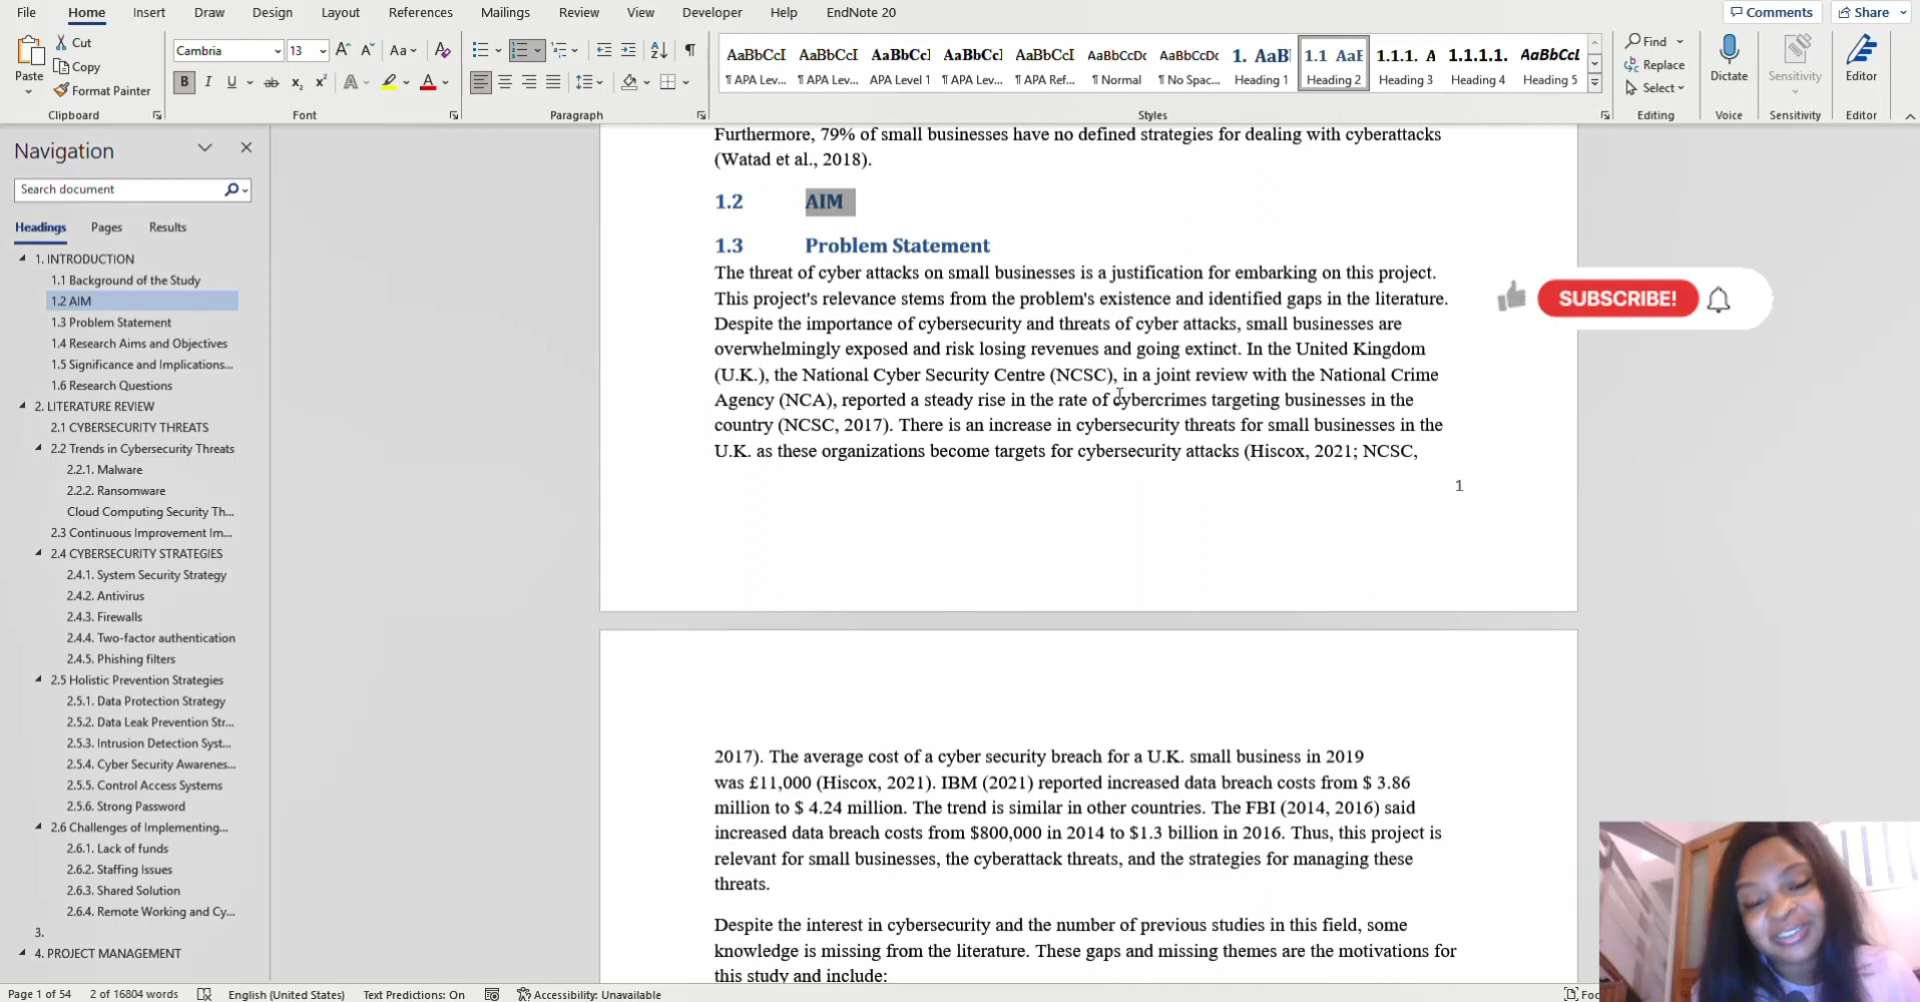 File Home Insert Draw Design Layout References Mailings Review View Developer Help EndNote 20 Comments Share
Paste Cut Copy Format Painter
Cambria 13
AaBbCcI AaBbCcI AaBbCcI AaBbCcI AaBbCcI AaBbCcDc AaBbCcDc 1. AaB 1.1 AaE 1.1.1. A 1.1.1.1. AaBbCcL
¶ APA Lev... ¶ APA Lev... APA Level 1 ¶ APA Lev... ¶ APA Ref... ¶ Normal ¶ No Spac... Heading 1 Heading 2 Heading 3 Heading 4 Heading 5
Find Replace Select Dictate Sensitivity Editor
Clipboard Font Paragraph Styles Editing Voice Sensitivity Editor
Navigation
Search document
Headings Pages Results
1. INTRODUCTION
1.1 Background of the Study
1.2 AIM
1.3 Problem Statement
1.4 Research Aims and Objectives
1.5 Significance and Implications...
1.6 Research Questions
2. LITERATURE REVIEW
2.1 CYBERSECURITY THREATS
2.2 Trends in Cybersecurity Threats
2.2.1. Malware
2.2.2. Ransomware
Cloud Computing Security Th...
2.3 Continuous Improvement Im...
2.4 CYBERSECURITY STRATEGIES
2.4.1. System Security Strategy
2.4.2. Antivirus
2.4.3. Firewalls
2.4.4. Two-factor authentication
2.4.5. Phishing filters
2.5 Holistic Prevention Strategies
2.5.1. Data Protection Strategy
2.5.2. Data Leak Prevention Str...
2.5.3. Intrusion Detection Syst...
2.5.4. Cyber Security Awarenes...
2.5.5. Control Access Systems
2.5.6. Strong Password
2.6 Challenges of Implementing...
2.6.1. Lack of funds
2.6.2. Staffing Issues
2.6.3. Shared Solution
2.6.4. Remote Working and Cy...
3.
4. PROJECT MANAGEMENT
Furthermore, 79% of small businesses have no defined strategies for dealing with cyberattacks
(Watad et al., 2018).
1.2 AIM
1.3 Problem Statement
The threat of cyber attacks on small businesses is a justification for embarking on this project.
This project's relevance stems from the problem's existence and identified gaps in the literature.
Despite the importance of cybersecurity and threats of cyber attacks, small businesses are
overwhelmingly exposed and risk losing revenues and going extinct. In the United Kingdom
(U.K.), the National Cyber Security Centre (NCSC), in a joint review with the National Crime
Agency (NCA), reported a steady rise in the rate of cybercrimes targeting businesses in the
country (NCSC, 2017). There is an increase in cybersecurity threats for small businesses in the
U.K. as these organizations become targets for cybersecurity attacks (Hiscox, 2021; NCSC,
1
2017). The average cost of a cyber security breach for a U.K. small business in 2019
was £11,000 (Hiscox, 2021). IBM (2021) reported increased data breach costs from $ 3.86
million to $ 4.24 million. The trend is similar in other countries. The FBI (2014, 2016) said
increased data breach costs from $800,000 in 2014 to $1.3 billion in 2016. Thus, this project is
relevant for small businesses, the cyberattack threats, and the strategies for managing these
threats.
Despite the interest in cybersecurity and the number of previous studies in this field, some
knowledge is missing from the literature. These gaps and missing themes are the motivations for
this study and include:
SUBSCRIBE!
Page 1 of 54 2 of 16804 words English (United States) Text Predictions: On Accessibility: Unavailable Foc